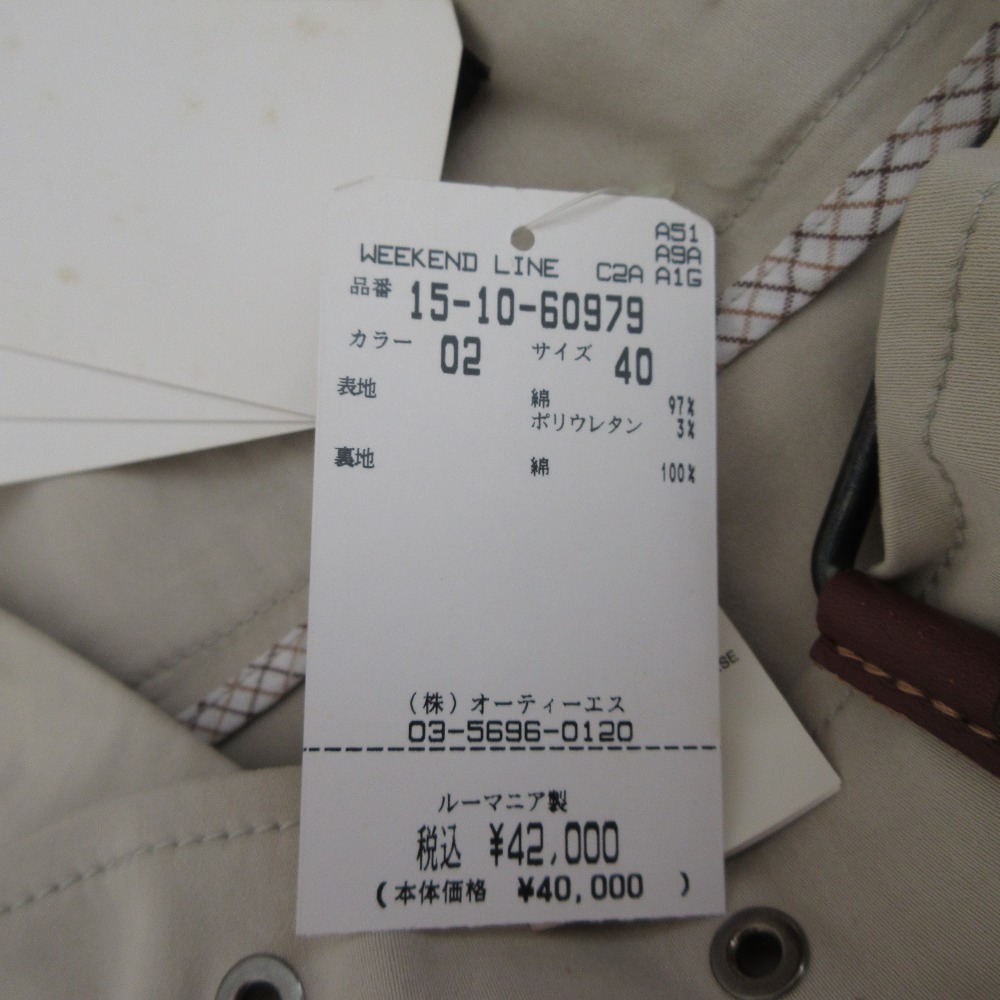 A51
A9A
WEEKEND LINE C2A A1G
品番 15-10-60979
カラー 02 サイズ 40
表地 綿 97%
ポリウレタン 3%
裏地 綿 100%
(株)オーティーエス
03-5696-0120
ルーマニア製
税込 ¥42,000
(本体価格 ¥40,000 )
SE